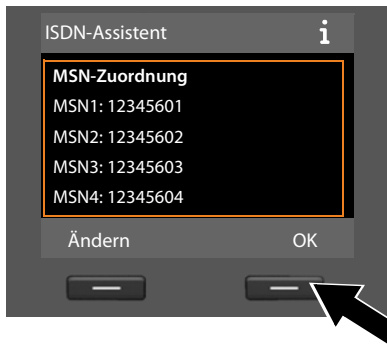 ISDN-Assistent i
MSN-Zuordnung
MSN1: 12345601
MSN2: 12345602
MSN3: 12345603
MSN4: 12345604
Ändern OK